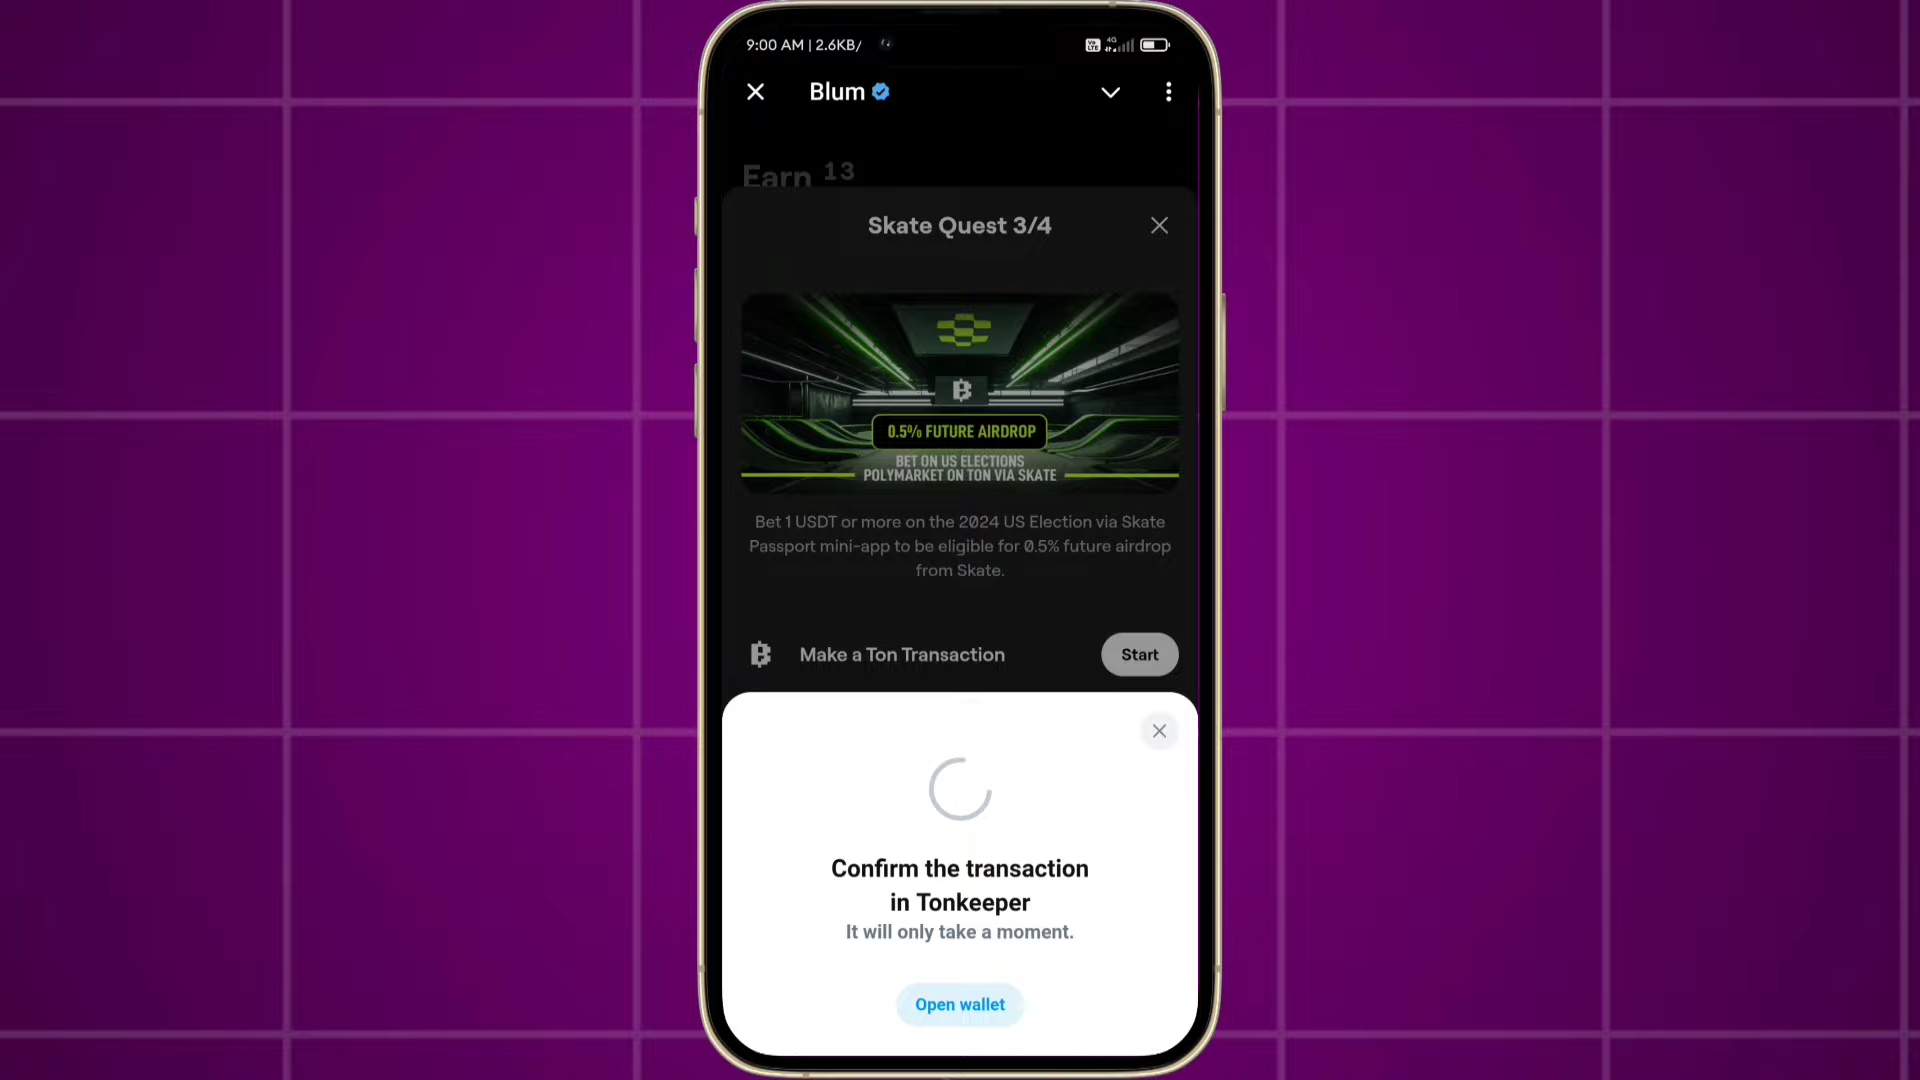 9:00 AM | 2.6KB/
VoLTE 4G
Blum
Earn 13
Skate Quest 3/4
0.5% FUTURE AIRDROP
BET ON US ELECTIONS
POLYMARKET ON TON VIA SKATE
Bet 1 USDT or more on the 2024 US Election via Skate
Passport mini-app to be eligible for 0.5% future airdrop
from Skate.
Make a Ton Transaction
Start
Confirm the transaction
in Tonkeeper
It will only take a moment.
Open wallet